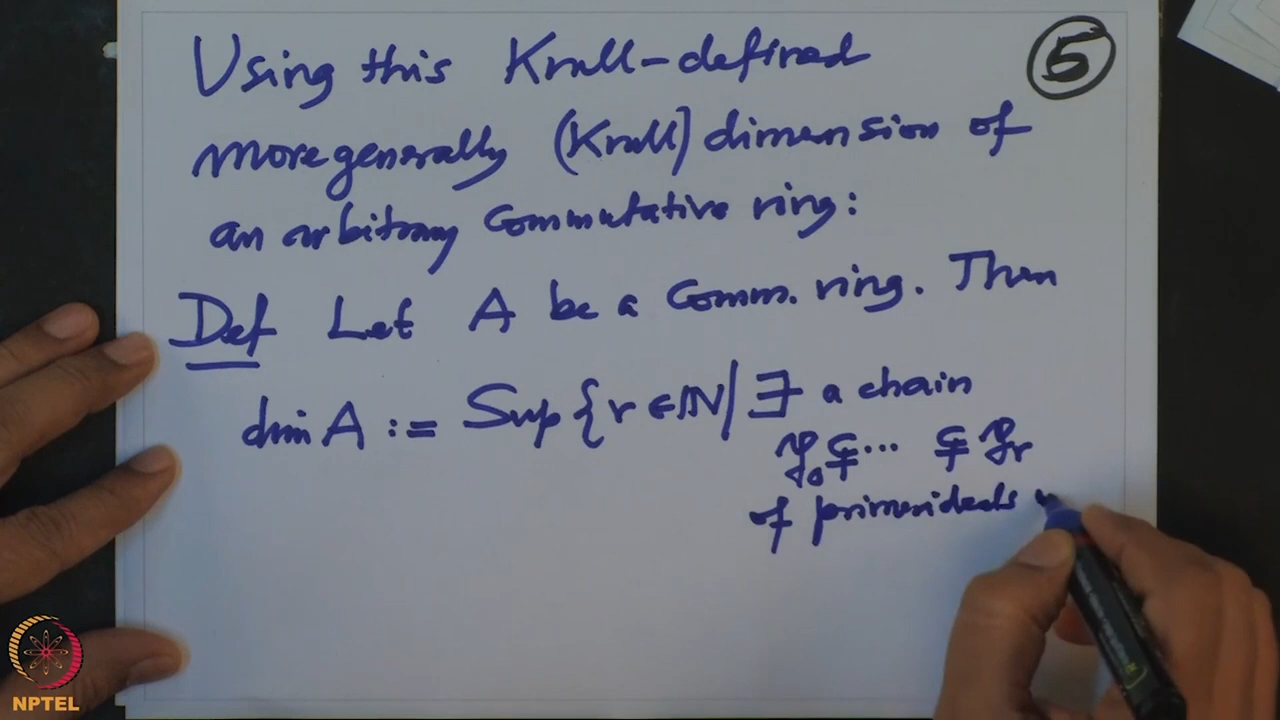 Using this Krull-defined
more generally (Krull) dimension of
an arbitrary Commutative ring:
Def Let A be a Comm. ring. Then
dim A := Sup{r ∈ ℕ | ∃ a chain
𝔭₀ ⊊ ··· ⊊ 𝔭ᵣ
of prime ideals
5
NPTEL